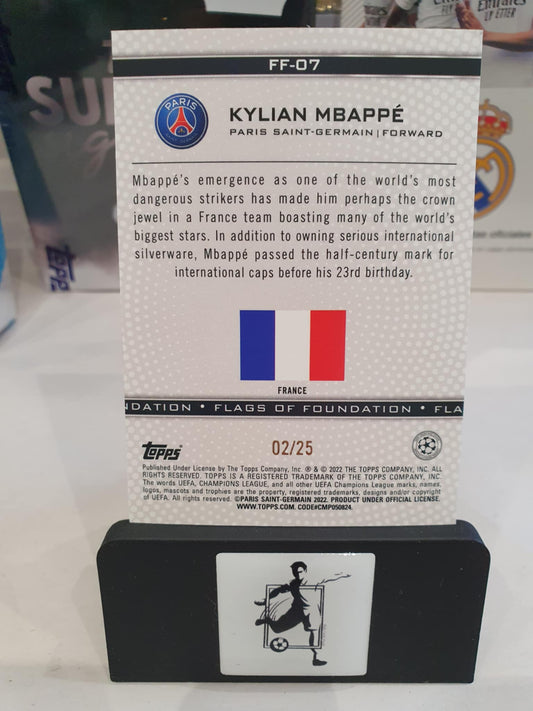 FF-07
PARIS
KYLIAN MBAPPÉ
PARIS SAINT-GERMAIN | FORWARD
Mbappé's emergence as one of the world's most
dangerous strikers has made him perhaps the crown
jewel in a France team boasting many of the world's
biggest stars. In addition to owning serious international
silverware, Mbappé passed the half-century mark for
international caps before his 23rd birthday.
FRANCE
NDATION • FLAGS OF FOUNDATION • FLA
topps
02/25
Published Under License by The Topps Company, Inc. ® & © 2022 THE TOPPS COMPANY, INC. ALL
RIGHTS RESERVED. TOPPS IS A REGISTERED TRADEMARK OF THE TOPPS COMPANY, INC.
The words UEFA, CHAMPIONS LEAGUE, and all other UEFA Champions League marks, names,
logos, mascots and trophies are the property, registered trademarks, designs and/or copyright
of UEFA. All rights reserved. ©PARIS SAINT-GERMAIN 2022. PRODUCT UNDER OFFICIAL LICENSE.
WWW.TOPPS.COM. CODE#CMP050824.
topps